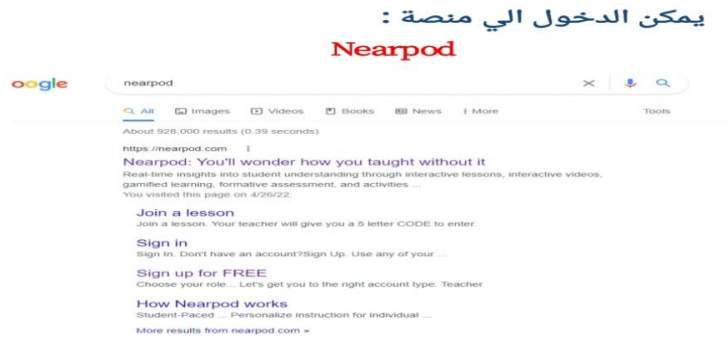 يمكن الدخول الي منصة :
Nearpod
oogle nearpod
All Images Videos Books News More Tools
About 928,000 results (0.39 seconds)
https://nearpod.com
Nearpod: You'll wonder how you taught without it
Real-time insights into student understanding through interactive lessons, interactive videos,
gamified learning, formative assessment, and activities ...
You visited this page on 4/26/22.
Join a lesson
Join a lesson. Your teacher will give you a 5 letter CODE to enter.
Sign in
Sign In. Don't have an account?Sign Up. Use any of your ...
Sign up for FREE
Choose your role... Let's get you to the right account type. Teacher
How Nearpod works
Student-Paced ... Personalize instruction for individual ...
More results from nearpod.com »